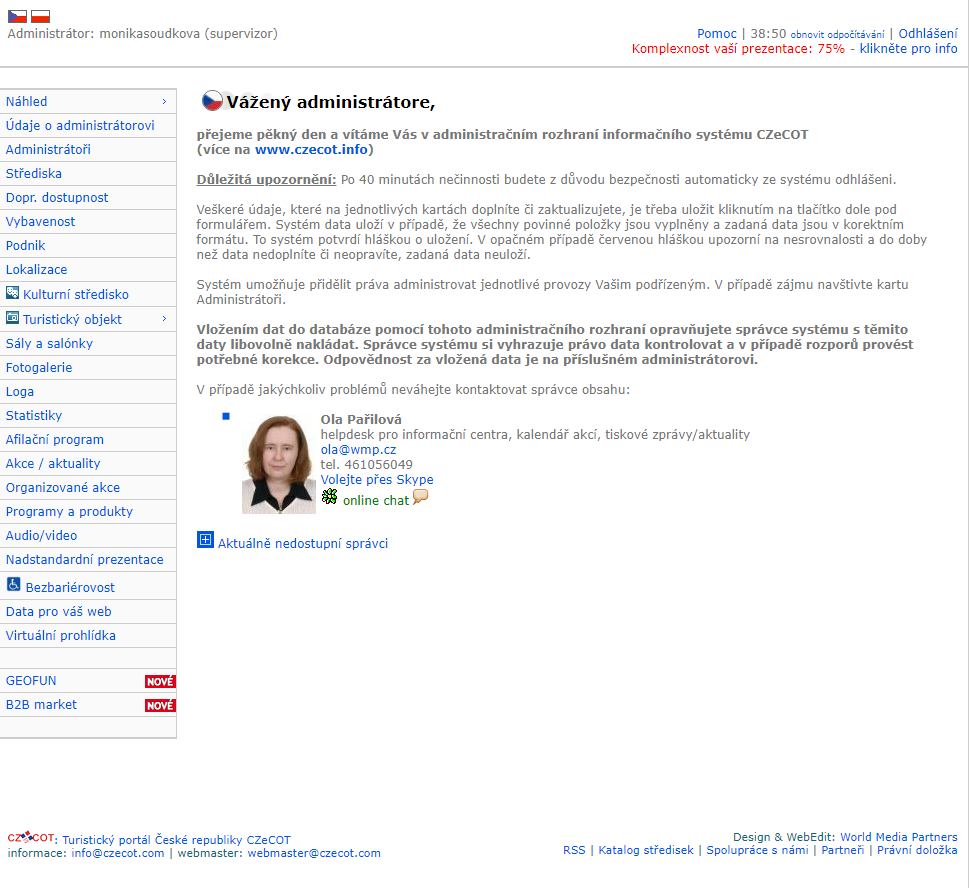 Administrátor: monikasoudkova (supervizor)
Pomoc | 38:50 obnovit odpočítávání | Odhlášení
Komplexnost vaší prezentace: 75% - klikněte pro info
Náhled ›
Údaje o administrátorovi
Administrátoři
Střediska
Dopr. dostupnost
Vybavenost
Podnik
Lokalizace
Kulturní středisko
Turistický objekt ›
Sály a salónky
Fotogalerie
Loga
Statistiky
Afilační program
Akce / aktuality
Organizované akce
Programy a produkty
Audio/video
Nadstandardní prezentace
Bezbariérovost
Data pro váš web
Virtuální prohlídka
GEOFUN NOVÉ
B2B market NOVÉ
Vážený administrátore,
přejeme pěkný den a vítáme Vás v administračním rozhraní informačního systému CZeCOT
(více na www.czecot.info)
Důležitá upozornění: Po 40 minutách nečinnosti budete z důvodu bezpečnosti automaticky ze systému odhlášeni.
Veškeré údaje, které na jednotlivých kartách doplníte či zaktualizujete, je třeba uložit kliknutím na tlačítko dole pod
formulářem. Systém data uloží v případě, že všechny povinné položky jsou vyplněny a zadaná data jsou v korektním
formátu. To systém potvrdí hláškou o uložení. V opačném případě červenou hláškou upozorní na nesrovnalosti a do doby
než data nedoplníte či neopravíte, zadaná data neuloží.
Systém umožňuje přidělit práva administrovat jednotlivé provozy Vašim podřízeným. V případě zájmu navštivte kartu
Administrátoři.
Vložením dat do databáze pomocí tohoto administračního rozhraní opravňujete správce systému s těmito
daty libovolně nakládat. Správce systému si vyhrazuje právo data kontrolovat a v případě rozporů provést
potřebné korekce. Odpovědnost za vložená data je na příslušném administrátorovi.
V případě jakýchkoliv problémů neváhejte kontaktovat správce obsahu:
Ola Pařilová
helpdesk pro informační centra, kalendář akcí, tiskové zprávy/aktuality
ola@wmp.cz
tel. 461056049
Volejte přes Skype
online chat
Aktuálně nedostupní správci
CZeCOT: Turistický portál České republiky CZeCOT
informace: info@czecot.com | webmaster: webmaster@czecot.com
Design & WebEdit: World Media Partners
RSS | Katalog středisek | Spolupráce s námi | Partneři | Právní doložka